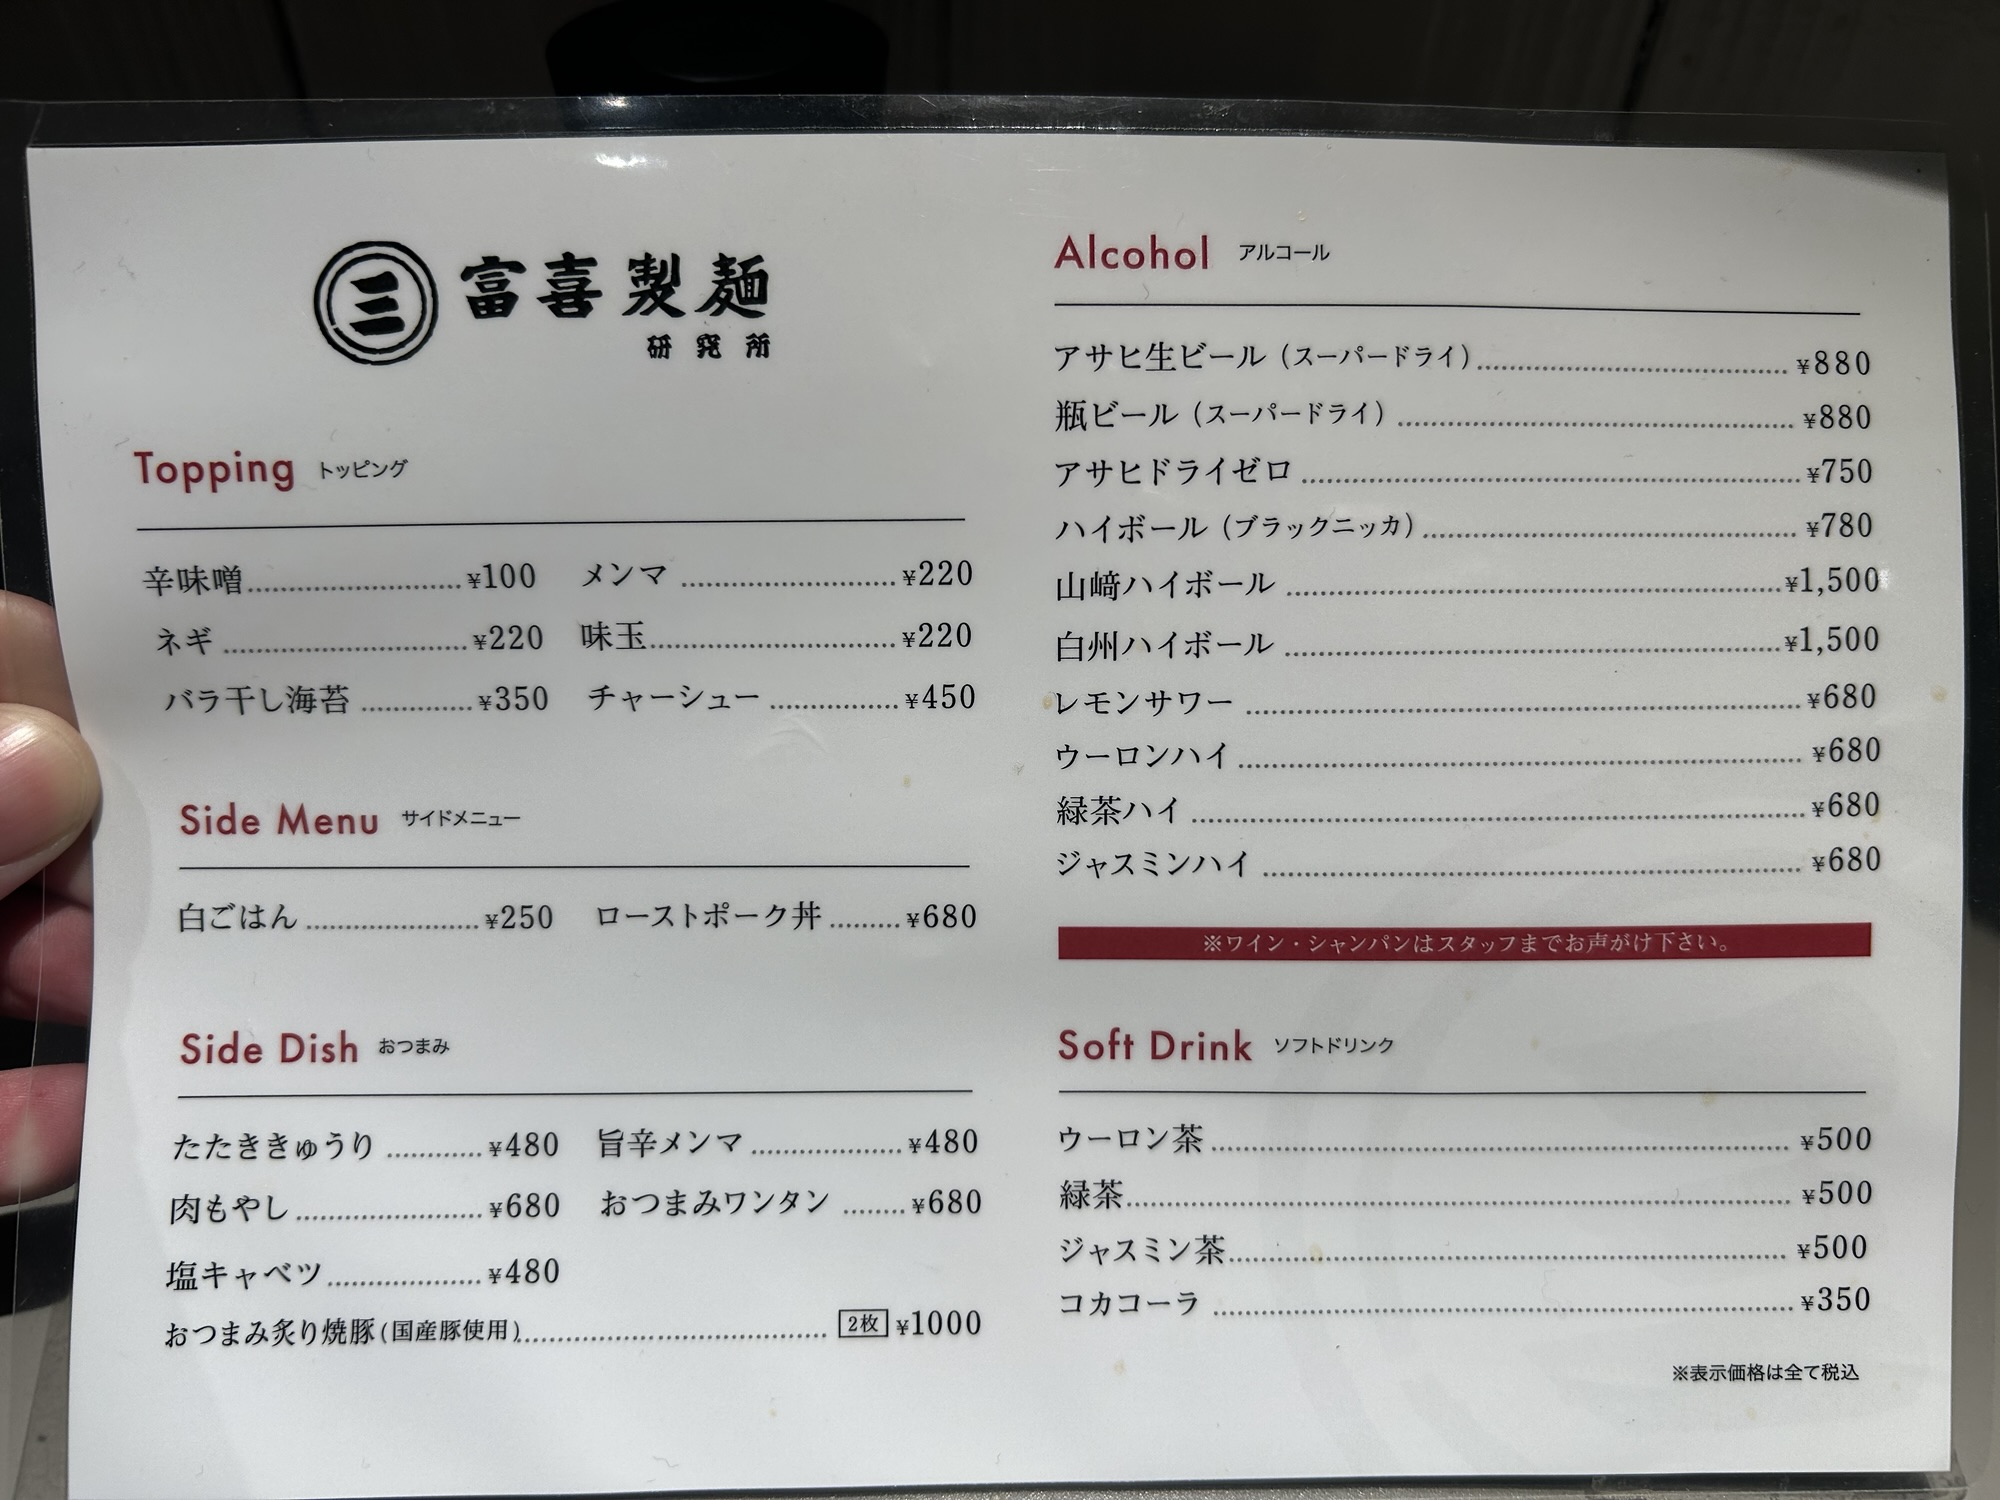 三 富喜製麺
研究所
Topping トッピング
辛味噌 ¥100 メンマ ¥220
ネギ ¥220 味玉 ¥220
バラ干し海苔 ¥350 チャーシュー ¥450
Side Menu サイドメニュー
白ごはん ¥250 ローストポーク丼 ¥680
Side Dish おつまみ
たたききゅうり ¥480 旨辛メンマ ¥480
肉もやし ¥680 おつまみワンタン ¥680
塩キャベツ ¥480
おつまみ炙り焼豚(国産豚使用) 2枚 ¥1000
Alcohol アルコール
アサヒ生ビール（スーパードライ） ¥880
瓶ビール（スーパードライ） ¥880
アサヒドライゼロ ¥750
ハイボール（ブラックニッカ） ¥780
山﨑ハイボール ¥1,500
白州ハイボール ¥1,500
レモンサワー ¥680
ウーロンハイ ¥680
緑茶ハイ ¥680
ジャスミンハイ ¥680
※ワイン・シャンパンはスタッフまでお声がけ下さい。
Soft Drink ソフトドリンク
ウーロン茶 ¥500
緑茶 ¥500
ジャスミン茶 ¥500
コカコーラ ¥350
※表示価格は全て税込